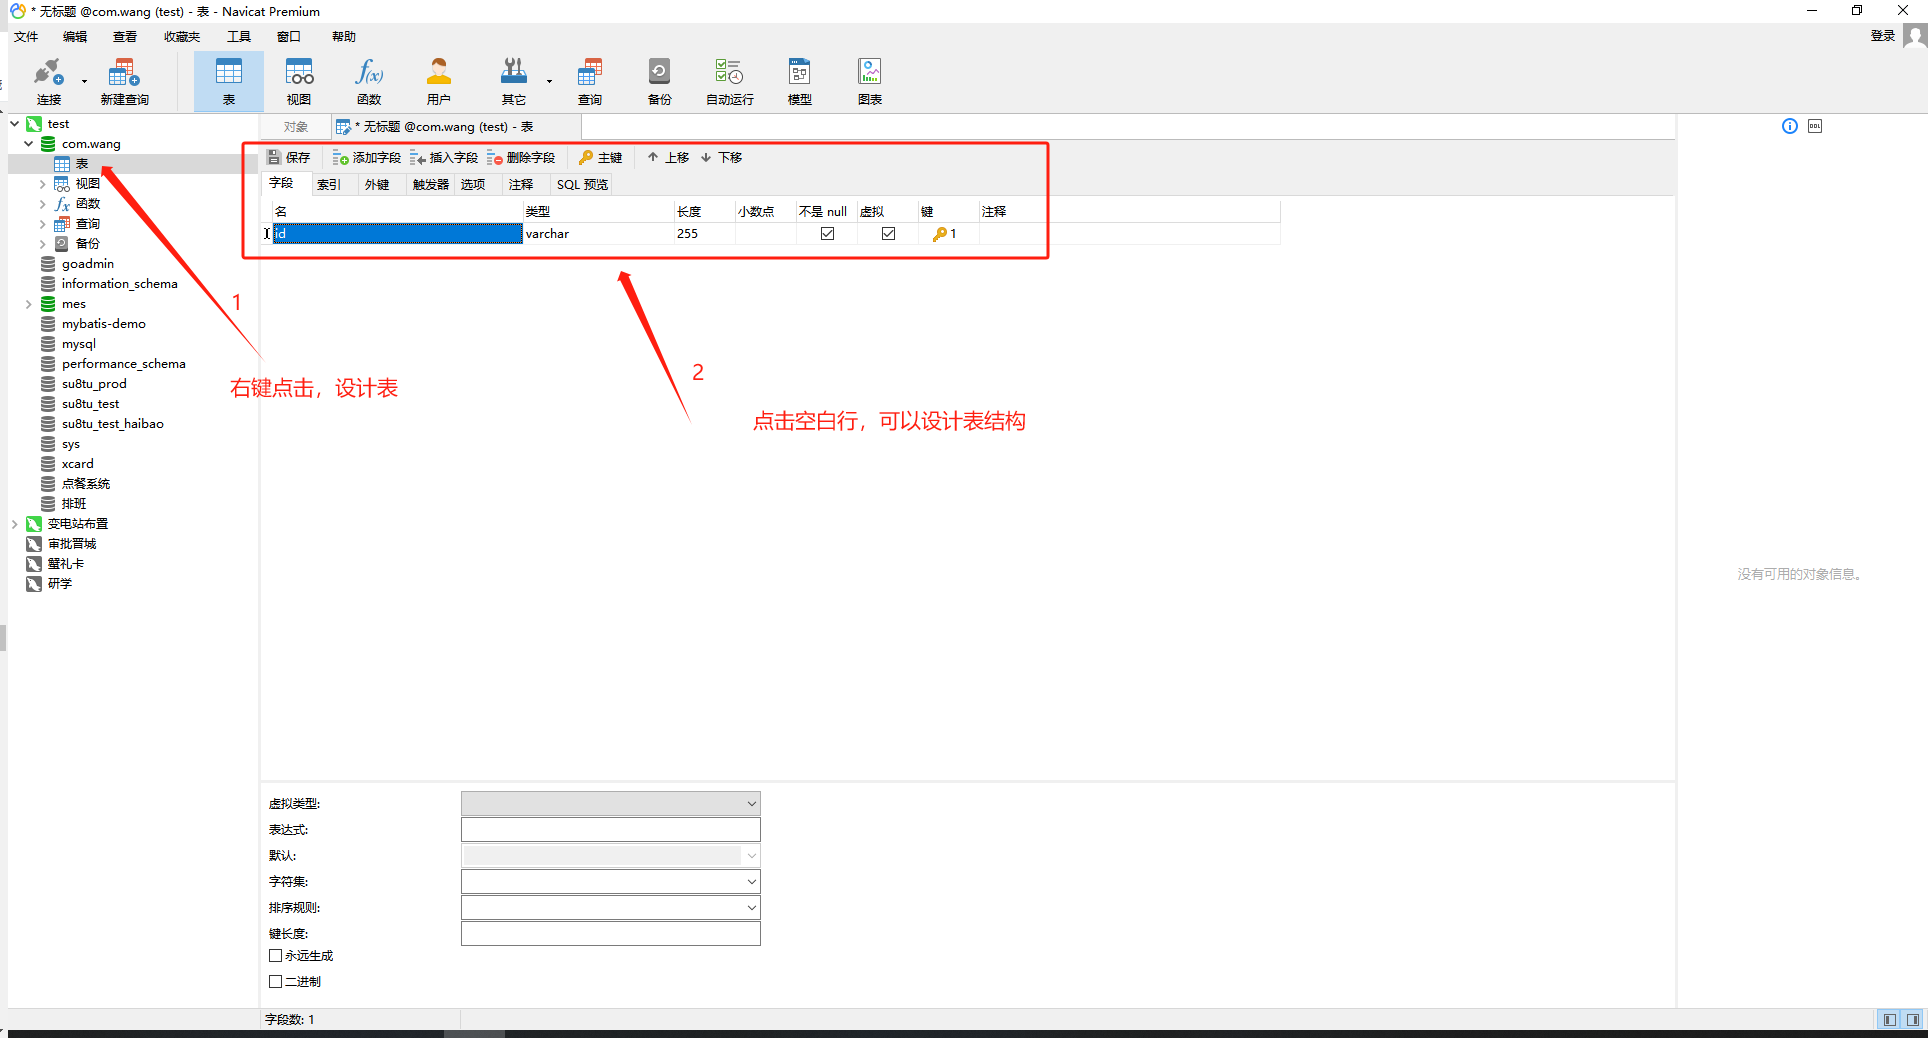 * 无标题 @com.wang (test) - 表 - Navicat Premium
文件 编辑 查看 收藏夹 工具 窗口 帮助
登录
连接 新建查询 表 视图 函数 用户 其它 查询 备份 自动运行 模型 图表
对象 * 无标题 @com.wang (test) - 表
test
com.wang
表
视图
函数
查询
备份
goadmin
information_schema
mes
mybatis-demo
mysql
performance_schema
su8tu_prod
su8tu_test
su8tu_test_haibao
sys
xcard
点餐系统
排班
变电站布置
审批晋城
蟹礼卡
研学
保存 添加字段 插入字段 删除字段 主键 上移 下移
字段 索引 外键 触发器 选项 注释 SQL 预览
名 类型 长度 小数点 不是 null 虚拟 键 注释
id varchar 255 1
1
右键点击，设计表
2
点击空白行，可以设计表结构
没有可用的对象信息。
虚拟类型:
表达式:
默认:
字符集:
排序规则:
键长度:
永远生成
二进制
字段数: 1